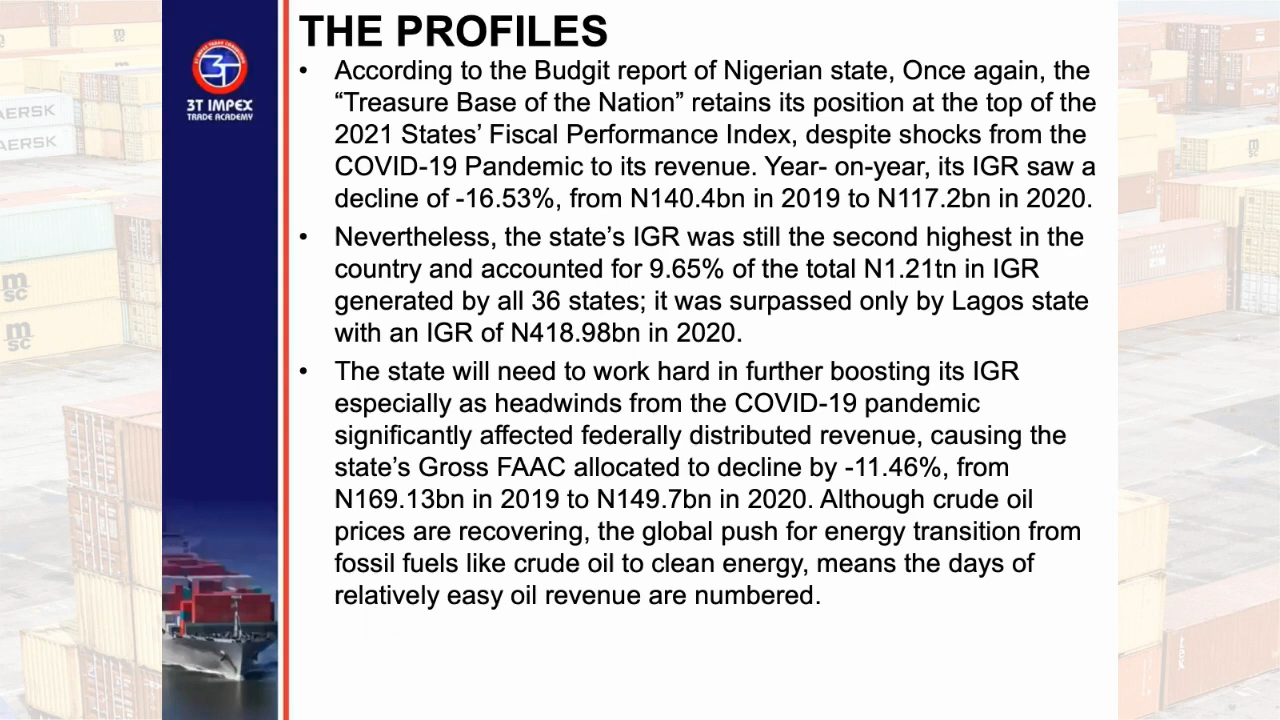 THE PROFILES
• According to the Budgit report of Nigerian state, Once again, the
“Treasure Base of the Nation” retains its position at the top of the
2021 States’ Fiscal Performance Index, despite shocks from the
COVID-19 Pandemic to its revenue. Year- on-year, its IGR saw a
decline of -16.53%, from N140.4bn in 2019 to N117.2bn in 2020.
• Nevertheless, the state’s IGR was still the second highest in the
country and accounted for 9.65% of the total N1.21tn in IGR
generated by all 36 states; it was surpassed only by Lagos state
with an IGR of N418.98bn in 2020.
• The state will need to work hard in further boosting its IGR
especially as headwinds from the COVID-19 pandemic
significantly affected federally distributed revenue, causing the
state’s Gross FAAC allocated to decline by -11.46%, from
N169.13bn in 2019 to N149.7bn in 2020. Although crude oil
prices are recovering, the global push for energy transition from
fossil fuels like crude oil to clean energy, means the days of
relatively easy oil revenue are numbered.
3T
3T IMPEX
TRADE ACADEMY
AERSK
AERSK
msc
msc